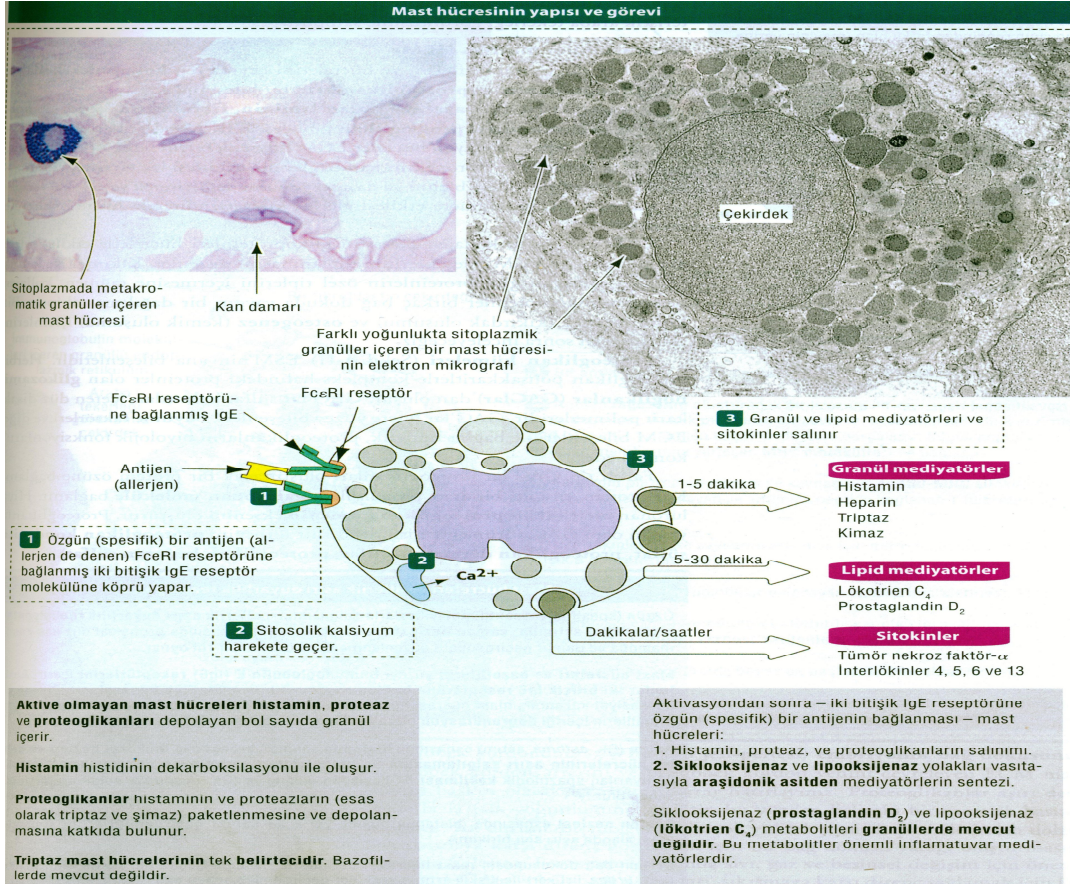 Mast hücresinin yapısı ve görevi
Çekirdek
Sitoplazmada metakro-
matik granüller içeren
mast hücresi
Kan damarı
Farklı yoğunlukta sitoplazmik
granüller içeren bir mast hücresi-
nin elektron mikrografı
FcεRI reseptörü-
ne bağlanmış IgE
FcεRI reseptör
Antijen
(allerjen)
1
1 Özgün (spesifik) bir antijen (al-
lerjen de denen) FcεRI reseptörüne
bağlanmış iki bitişik IgE reseptör
molekülüne köprü yapar.
2
Ca2+
2 Sitosolik kalsiyum
harekete geçer.
3
3 Granül ve lipid mediyatörleri ve
sitokinler salınır
1-5 dakika
Granül mediyatörler
Histamin
Heparin
Triptaz
Kimaz
5-30 dakika
Lipid mediyatörler
Lökotrien C4
Prostaglandin D2
Dakikalar/saatler
Sitokinler
Tümör nekroz faktör-α
İnterlökinler 4, 5, 6 ve 13
Aktive olmayan mast hücreleri histamin, proteaz
ve proteoglikanları depolayan bol sayıda granül
içerir.
Histamin histidinin dekarboksilasyonu ile oluşur.
Proteoglikanlar histaminin ve proteazların (esas
olarak triptaz ve şimaz) paketlenmesine ve depolan-
masına katkıda bulunur.
Triptaz mast hücrelerinin tek belirtecidir. Bazofil-
lerde mevcut değildir.
Aktivasyondan sonra — iki bitişik IgE reseptörüne
özgün (spesifik) bir antijenin bağlanması — mast
hücreleri:
1. Histamin, proteaz, ve proteoglikanların salınımı.
2. Siklooksijenaz ve lipooksijenaz yolakları vasıta-
sıyla araşidonik asitden mediyatörlerin sentezi.
Siklooksijenaz (prostaglandin D2) ve lipooksijenaz
(lökotrien C4) metabolitleri granüllerde mevcut
değildir. Bu metabolitler önemli inflamatuvar medi-
yatörlerdir.